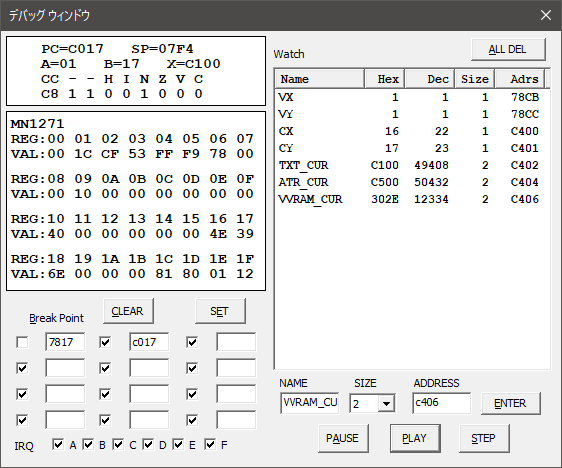 デバッグ ウィンドウ
PC=C017 SP=07F4
A=01 B=17 X=C100
CC - - H I N Z V C
C8 1 1 0 0 1 0 0 0
MN1271
REG:00 01 02 03 04 05 06 07
VAL:00 1C CF 53 FF F9 78 00
REG:08 09 0A 0B 0C 0D 0E 0F
VAL:00 10 00 00 00 00 00 00
REG:10 11 12 13 14 15 16 17
VAL:40 00 00 00 00 00 4E 39
REG:18 19 1A 1B 1C 1D 1E 1F
VAL:6E 00 00 00 81 80 01 12
Break Point
CLEAR
SET
7817
c017
IRQ A B C D E F
Watch
ALL DEL
Name Hex Dec Size Adrs
VX 1 1 1 78CB
VY 1 1 1 78CC
CX 16 22 1 C400
CY 17 23 1 C401
TXT_CUR C100 49408 2 C402
ATR_CUR C500 50432 2 C404
VVRAM_CUR 302E 12334 2 C406
NAME SIZE ADDRESS
VVRAM_CU 2 c406 ENTER
PAUSE PLAY STEP